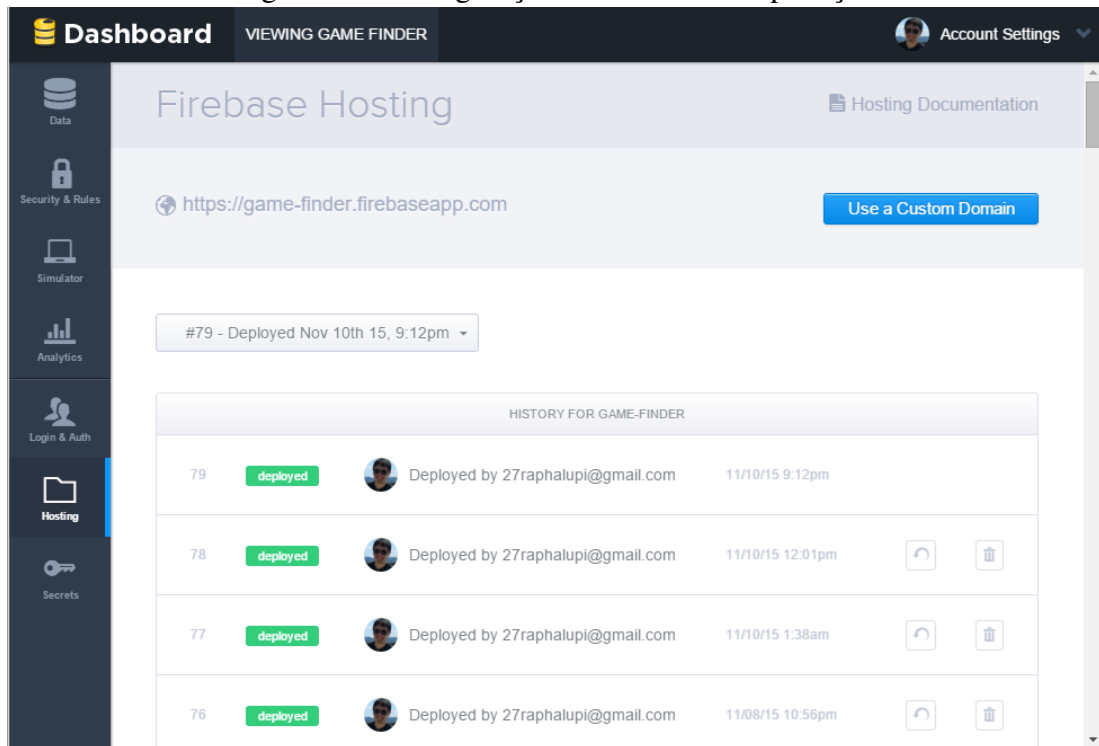 Dashboard VIEWING GAME FINDER Account Settings
Data
Security & Rules
Simulator
Analytics
Login & Auth
Hosting
Secrets
Firebase Hosting Hosting Documentation
https://game-finder.firebaseapp.com Use a Custom Domain
#79 - Deployed Nov 10th 15, 9:12pm
HISTORY FOR GAME-FINDER
79 deployed Deployed by 27raphalupi@gmail.com 11/10/15 9:12pm
78 deployed Deployed by 27raphalupi@gmail.com 11/10/15 12:01pm
77 deployed Deployed by 27raphalupi@gmail.com 11/10/15 1:38am
76 deployed Deployed by 27raphalupi@gmail.com 11/08/15 10:56pm